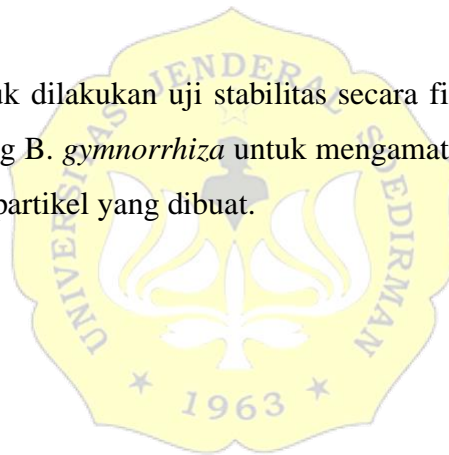 uk dilakukan uji stabilitas secara fi
g B. gymnorrhiza untuk mengamat
partikel yang dibuat.
UNIVERSITAS JENDERAL SOEDIRMAN
1963